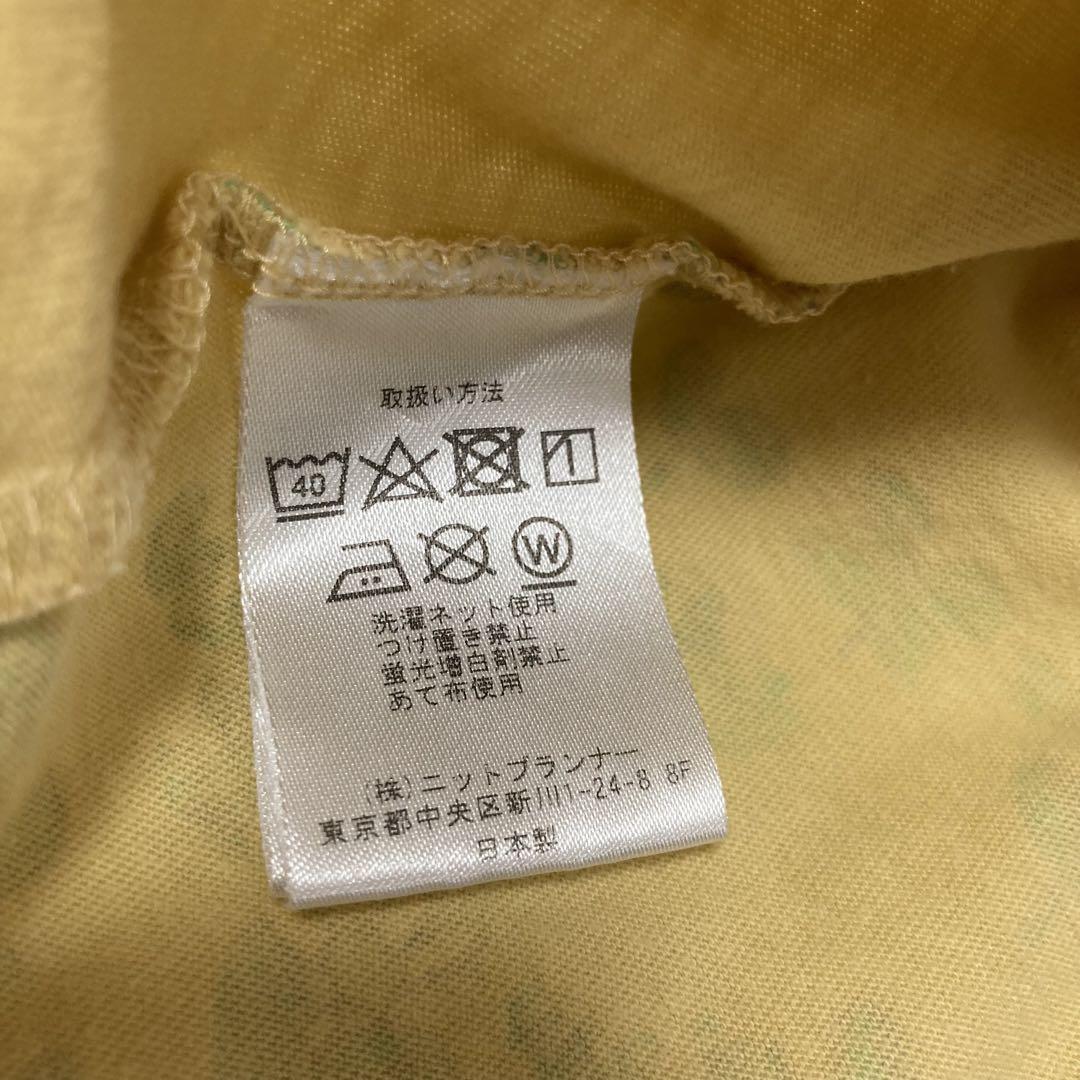 取扱い方法
40
W
洗濯ネット使用
つけ置き禁止
蛍光増白剤禁止
あて布使用
(株)ニットプランナー
東京都中央区新川1-24-8 8F
日本製